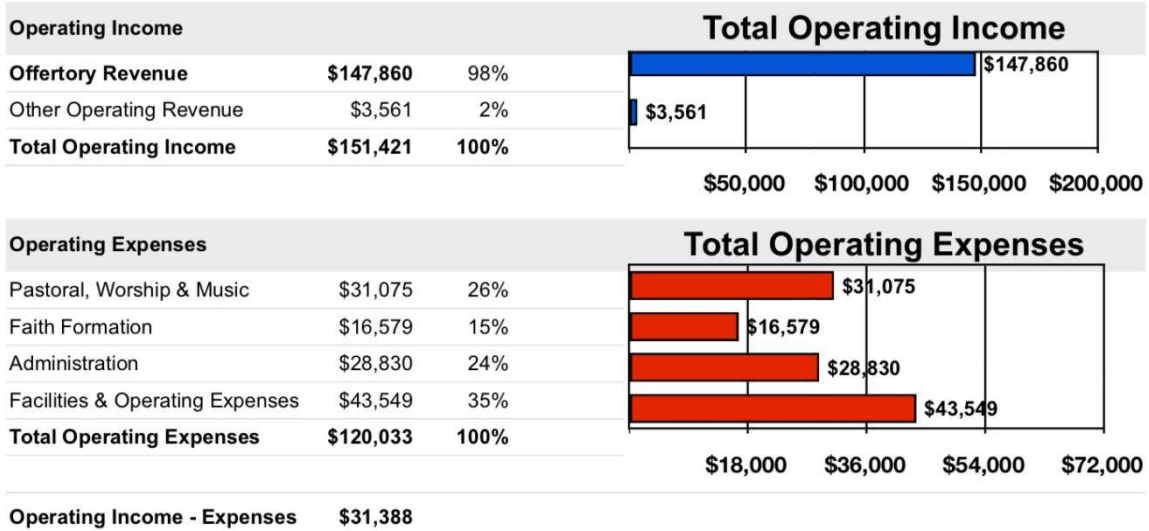 Operating Income
Total Operating Income
Offertory Revenue $147,860 98%
$147,860
Other Operating Revenue $3,561 2%
$3,561
Total Operating Income $151,421 100%
$50,000 $100,000 $150,000 $200,000
Operating Expenses
Total Operating Expenses
Pastoral, Worship & Music $31,075 26%
$31,075
Faith Formation $16,579 15%
$16,579
Administration $28,830 24%
$28,830
Facilities & Operating Expenses $43,549 35%
$43,549
Total Operating Expenses $120,033 100%
$18,000 $36,000 $54,000 $72,000
Operating Income - Expenses $31,388